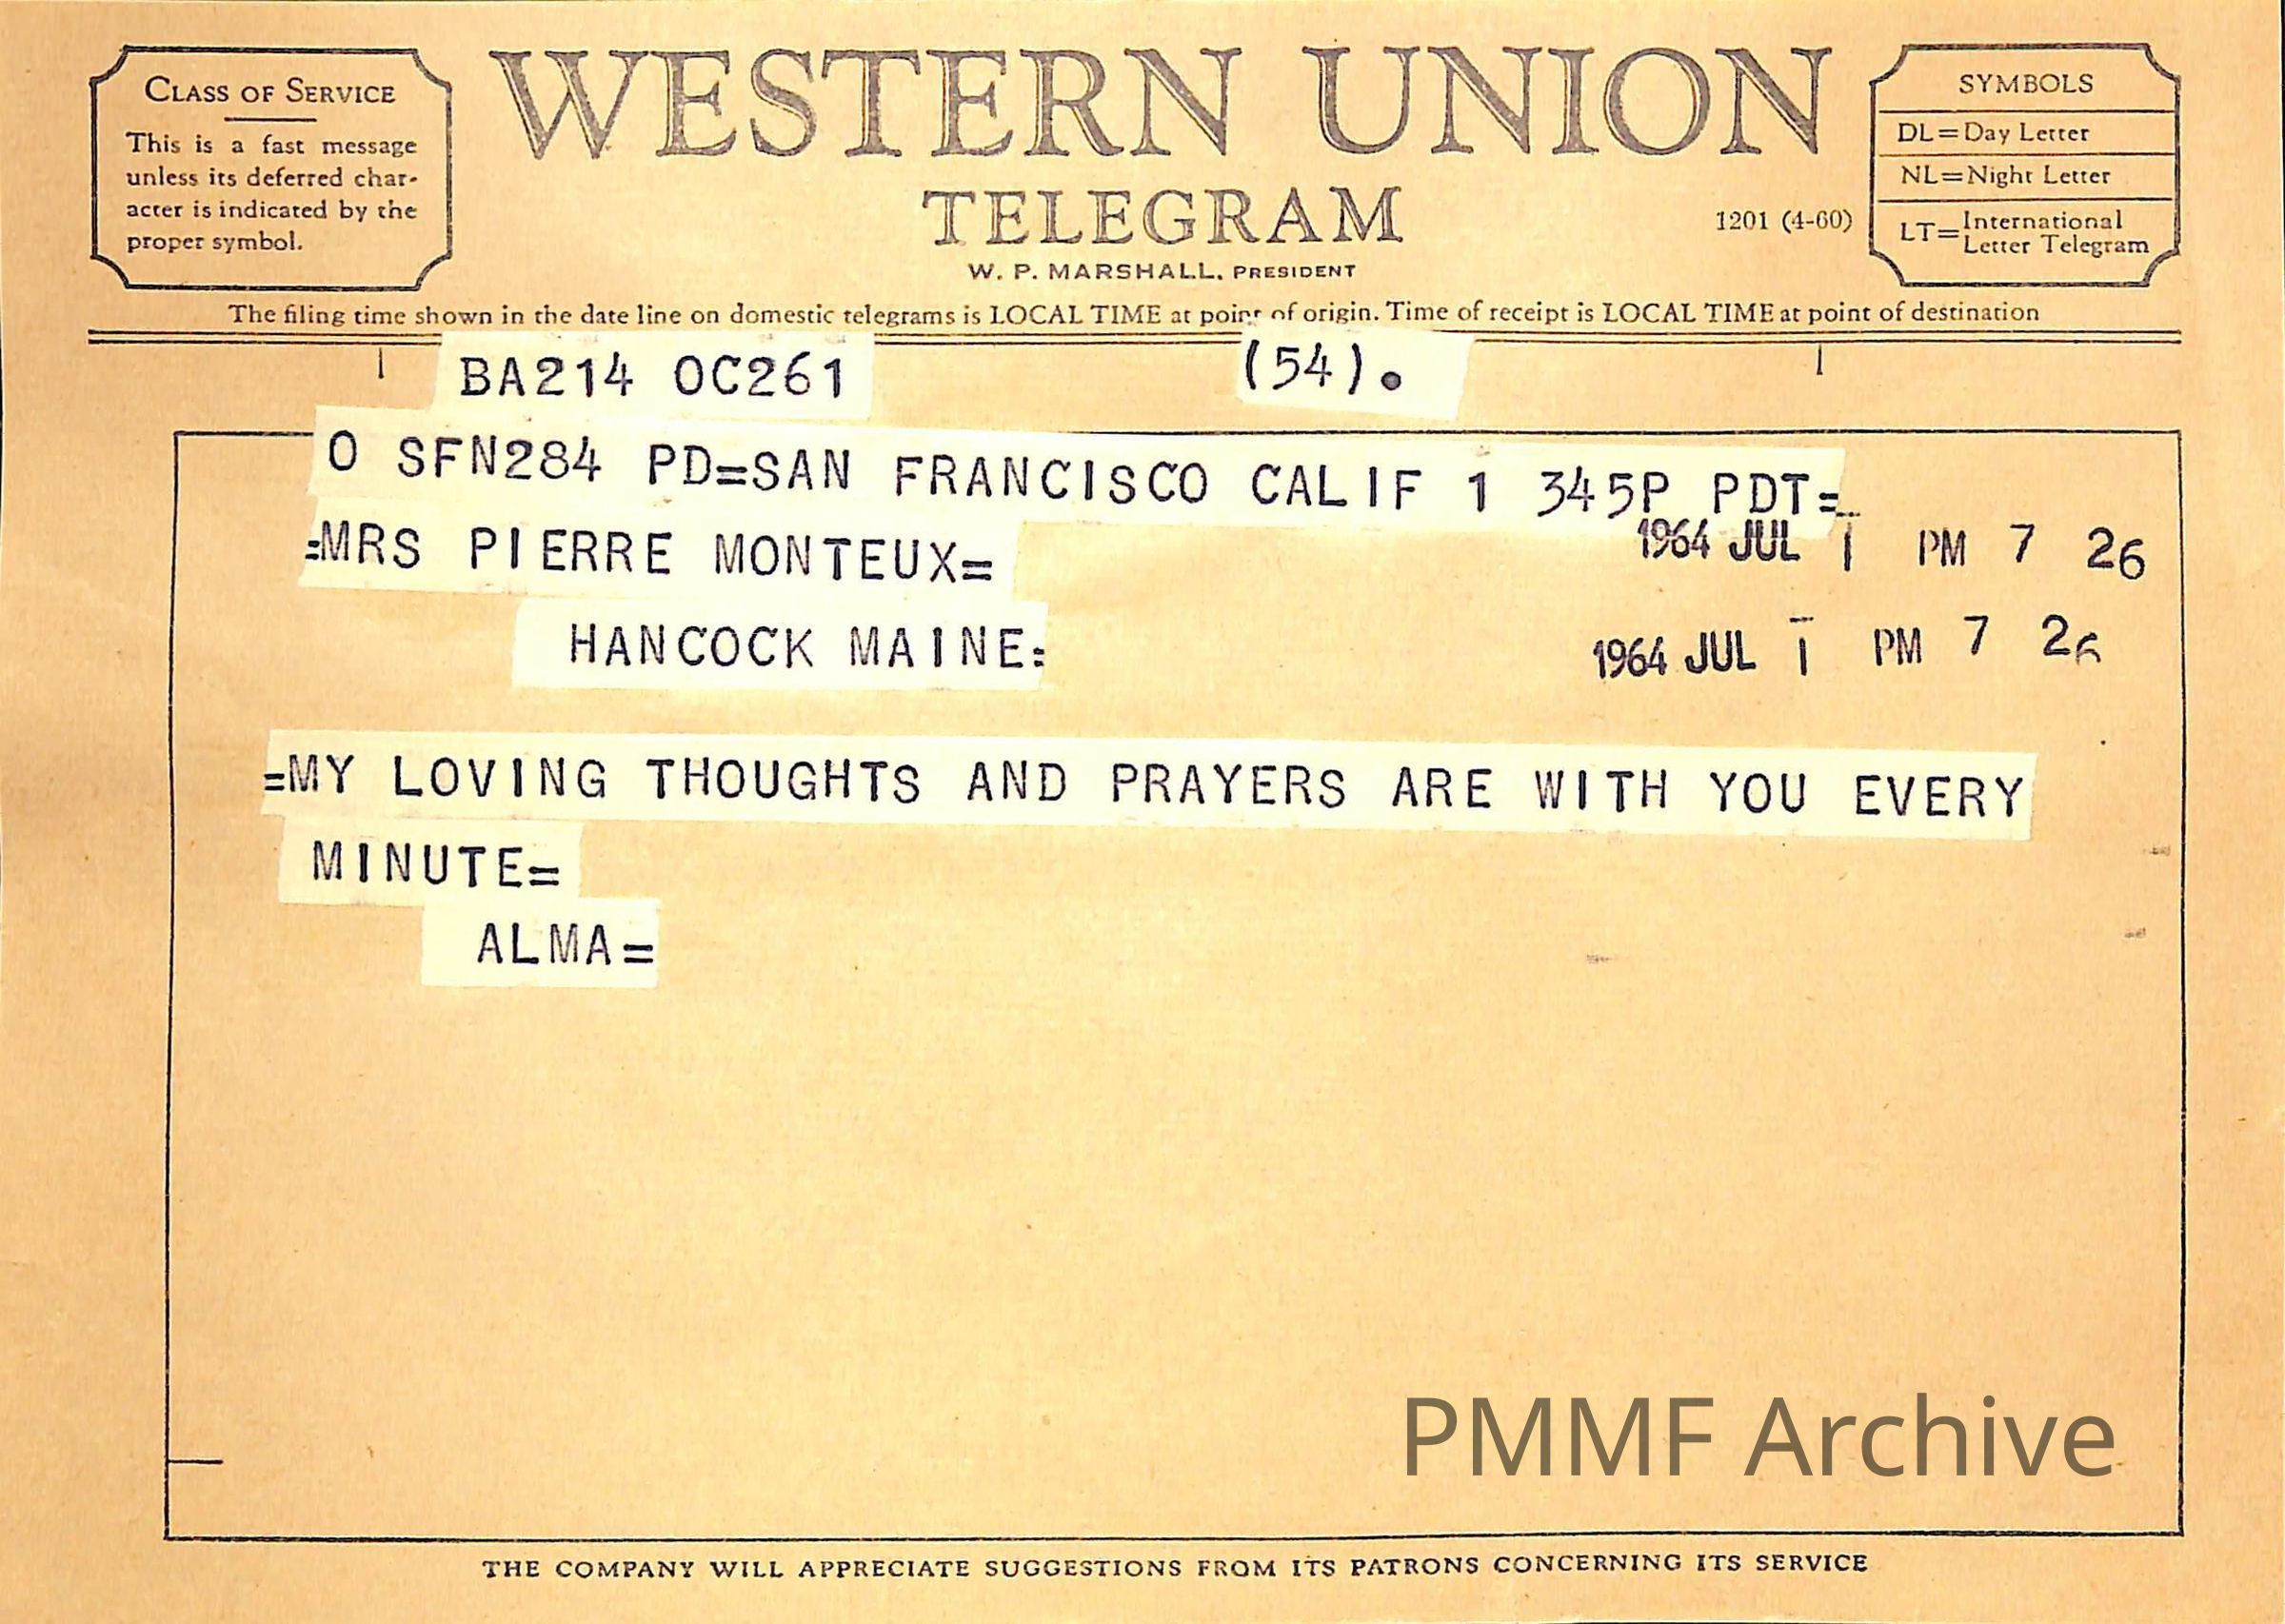 CLASS OF SERVICE
This is a fast message
unless its deferred char-
acter is indicated by the
proper symbol.
WESTERN UNION
TELEGRAM
W. P. MARSHALL, PRESIDENT
1201 (4-60)
SYMBOLS
DL=Day Letter
NL=Night Letter
LT=International
Letter Telegram
The filing time shown in the date line on domestic telegrams is LOCAL TIME at point of origin. Time of receipt is LOCAL TIME at point of destination
BA214 OC261 (54).
O SFN284 PD=SAN FRANCISCO CALIF 1 345P PDT=
=MRS PIERRE MONTEUX=
1964 JUL 1 PM 7 26
HANCOCK MAINE=
1964 JUL 1 PM 7 26
=MY LOVING THOUGHTS AND PRAYERS ARE WITH YOU EVERY
MINUTE=
ALMA=
PMMF Archive
THE COMPANY WILL APPRECIATE SUGGESTIONS FROM ITS PATRONS CONCERNING ITS SERVICE